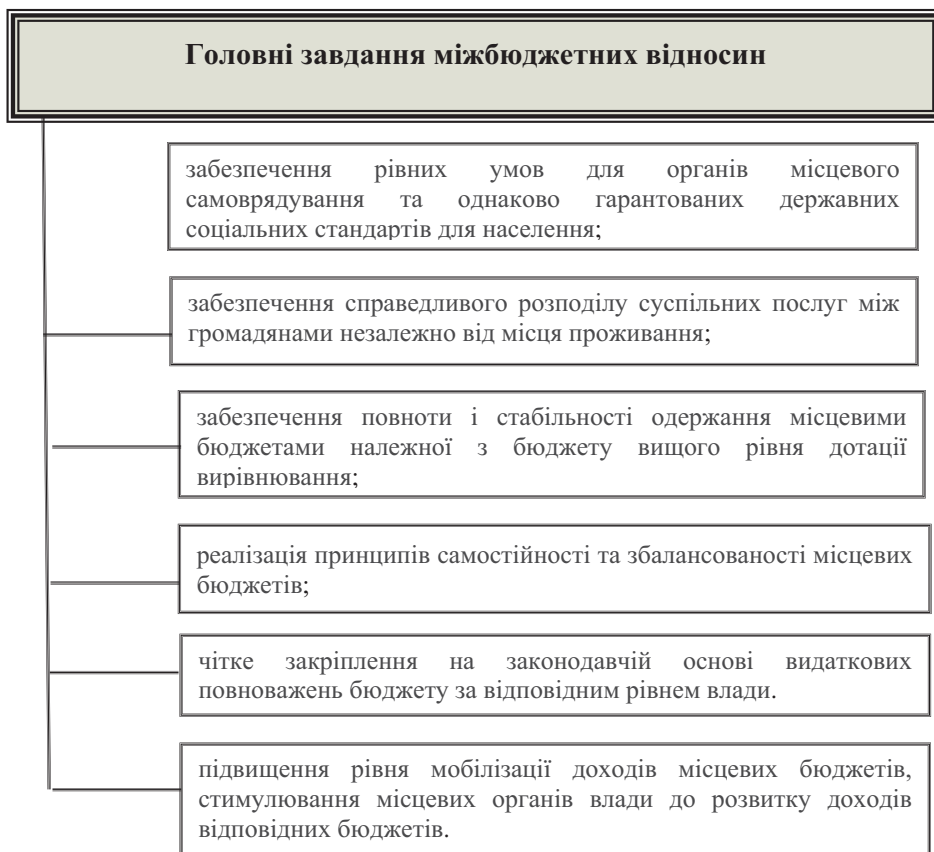 Головні завдання міжбюджетних відносин
забезпечення рівних умов для органів місцевого
самоврядування та однаково гарантованих державних
соціальних стандартів для населення;
забезпечення справедливого розподілу суспільних послуг між
громадянами незалежно від місця проживання;
забезпечення повноти і стабільності одержання місцевими
бюджетами належної з бюджету вищого рівня дотації
вирівнювання;
реалізація принципів самостійності та збалансованості місцевих
бюджетів;
чітке закріплення на законодавчій основі видаткових
повноважень бюджету за відповідним рівнем влади.
підвищення рівня мобілізації доходів місцевих бюджетів,
стимулювання місцевих органів влади до розвитку доходів
відповідних бюджетів.